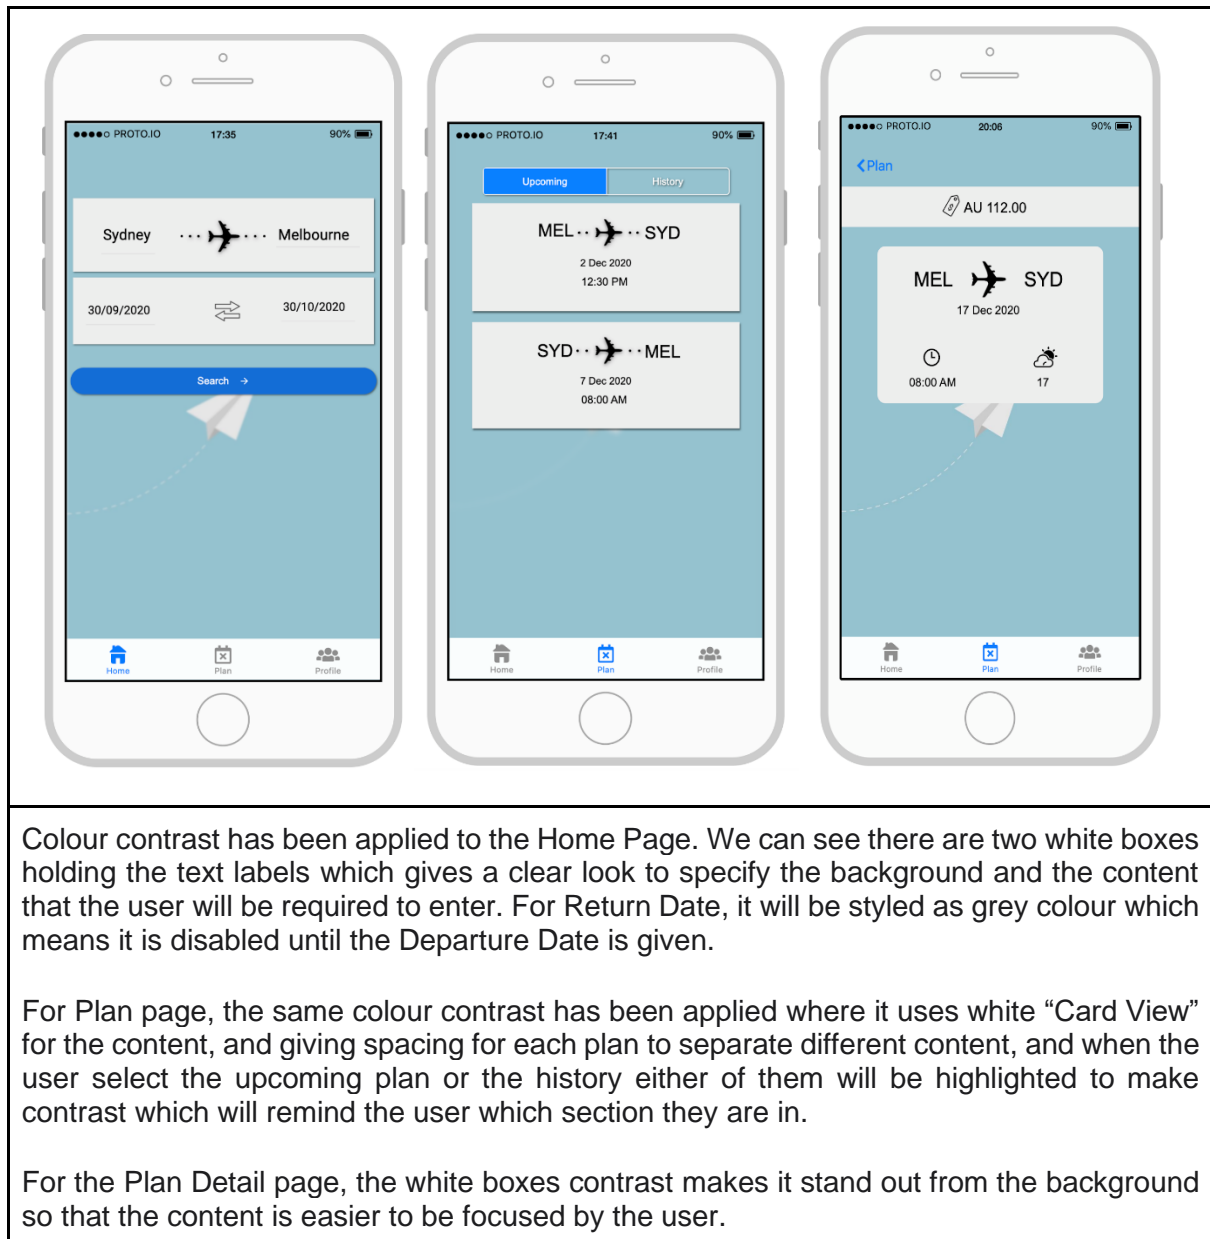 ●●●●○ PROTO.IO 17:35 90%
Sydney Melbourne
30/09/2020 30/10/2020
Search →
Home Plan Profile
●●●●○ PROTO.IO 17:41 90%
Upcoming History
MEL SYD
2 Dec 2020
12:30 PM
SYD MEL
7 Dec 2020
08:00 AM
Home Plan Profile
●●●●○ PROTO.IO 20:06 90%
Plan
$ AU 112.00
MEL SYD
17 Dec 2020
08:00 AM 17
Home Plan Profile
Colour contrast has been applied to the Home Page. We can see there are two white boxes
holding the text labels which gives a clear look to specify the background and the content
that the user will be required to enter. For Return Date, it will be styled as grey colour which
means it is disabled until the Departure Date is given.
For Plan page, the same colour contrast has been applied where it uses white “Card View”
for the content, and giving spacing for each plan to separate different content, and when the
user select the upcoming plan or the history either of them will be highlighted to make
contrast which will remind the user which section they are in.
For the Plan Detail page, the white boxes contrast makes it stand out from the background
so that the content is easier to be focused by the user.